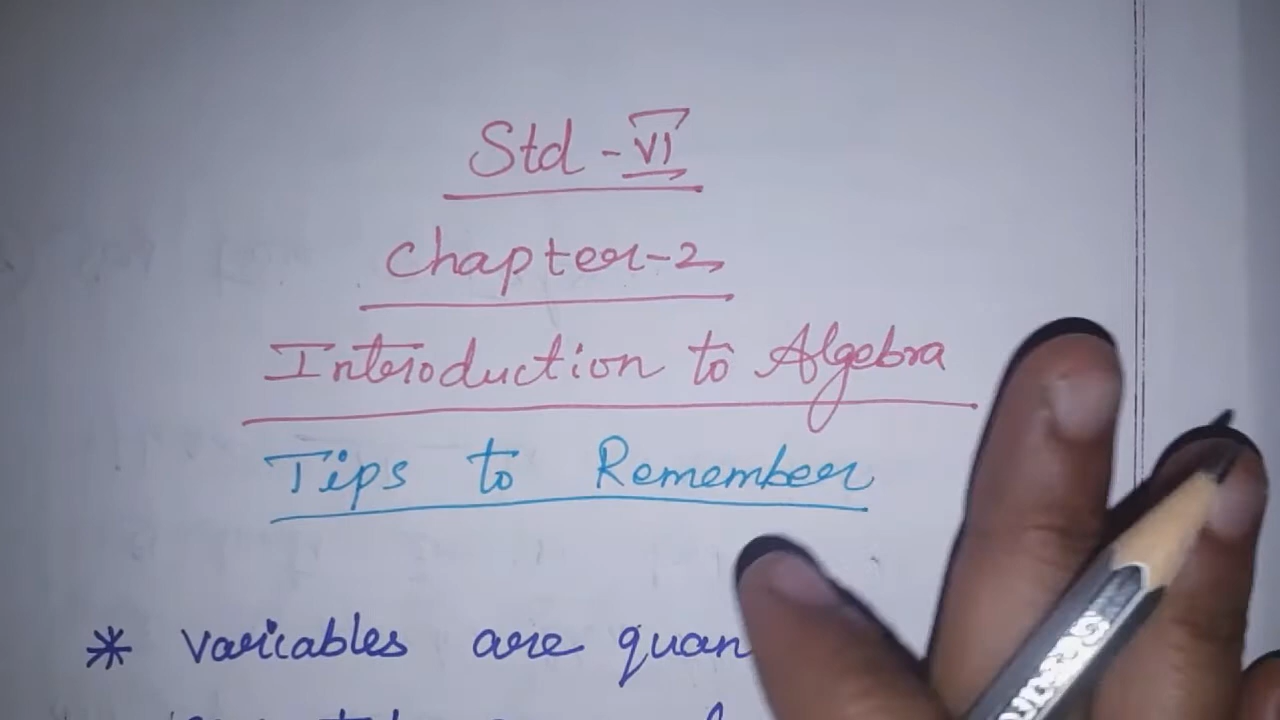 Std - VI
Chapter-2
Introduction to Algebra
Tips to Remember
* Variables are quan